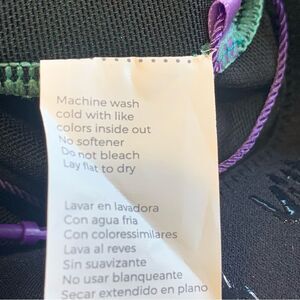 Machine wash
cold with like
colors inside out
No softener
Do not bleach
Lay flat to dry
Lavar en lavadora
Con agua fria
Con coloressimilares
Lava al reves
Sin suavizante
No usar blanqueante
Secar extendido en plano